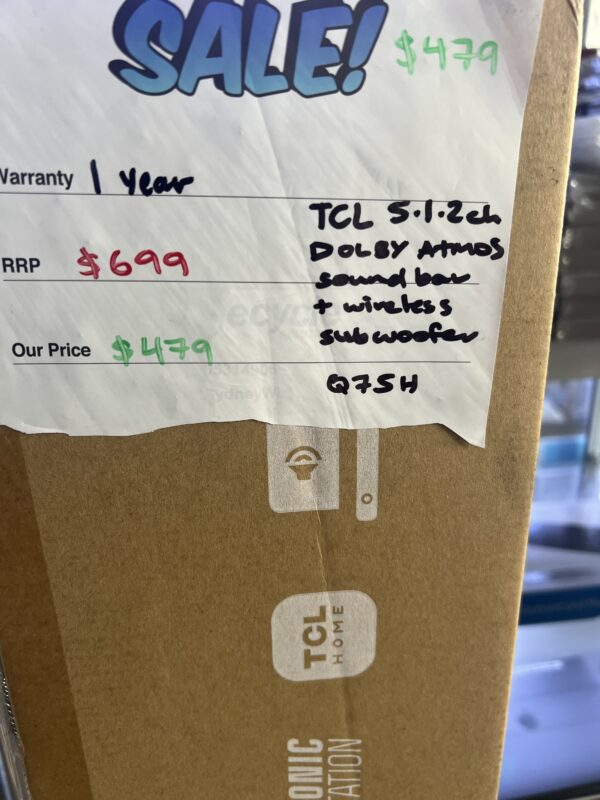 SALE! $479
Warranty 1 Year
TCL 5.1.2ch
DOLBY ATMOS
RRP $699
sound bar
+ wireless
subwoofer
Our Price $479
Q75H
TCL
HOME
ONIC
TATION